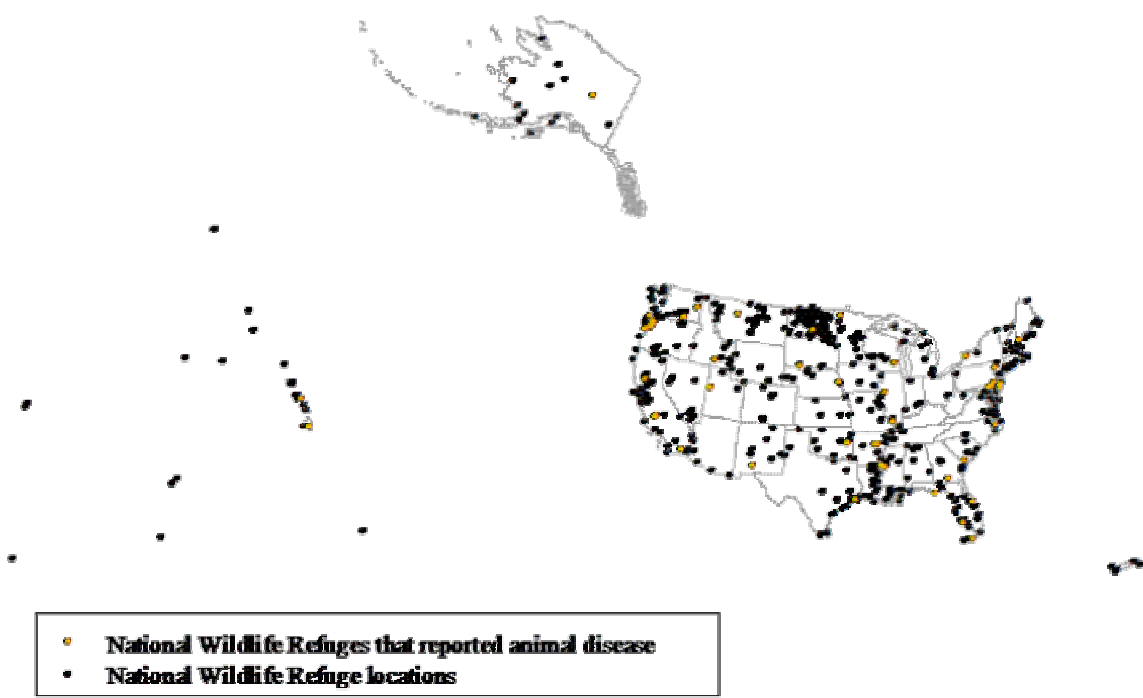 National Wildlife Refuges that reported animal disease
National Wildlife Refuge locations